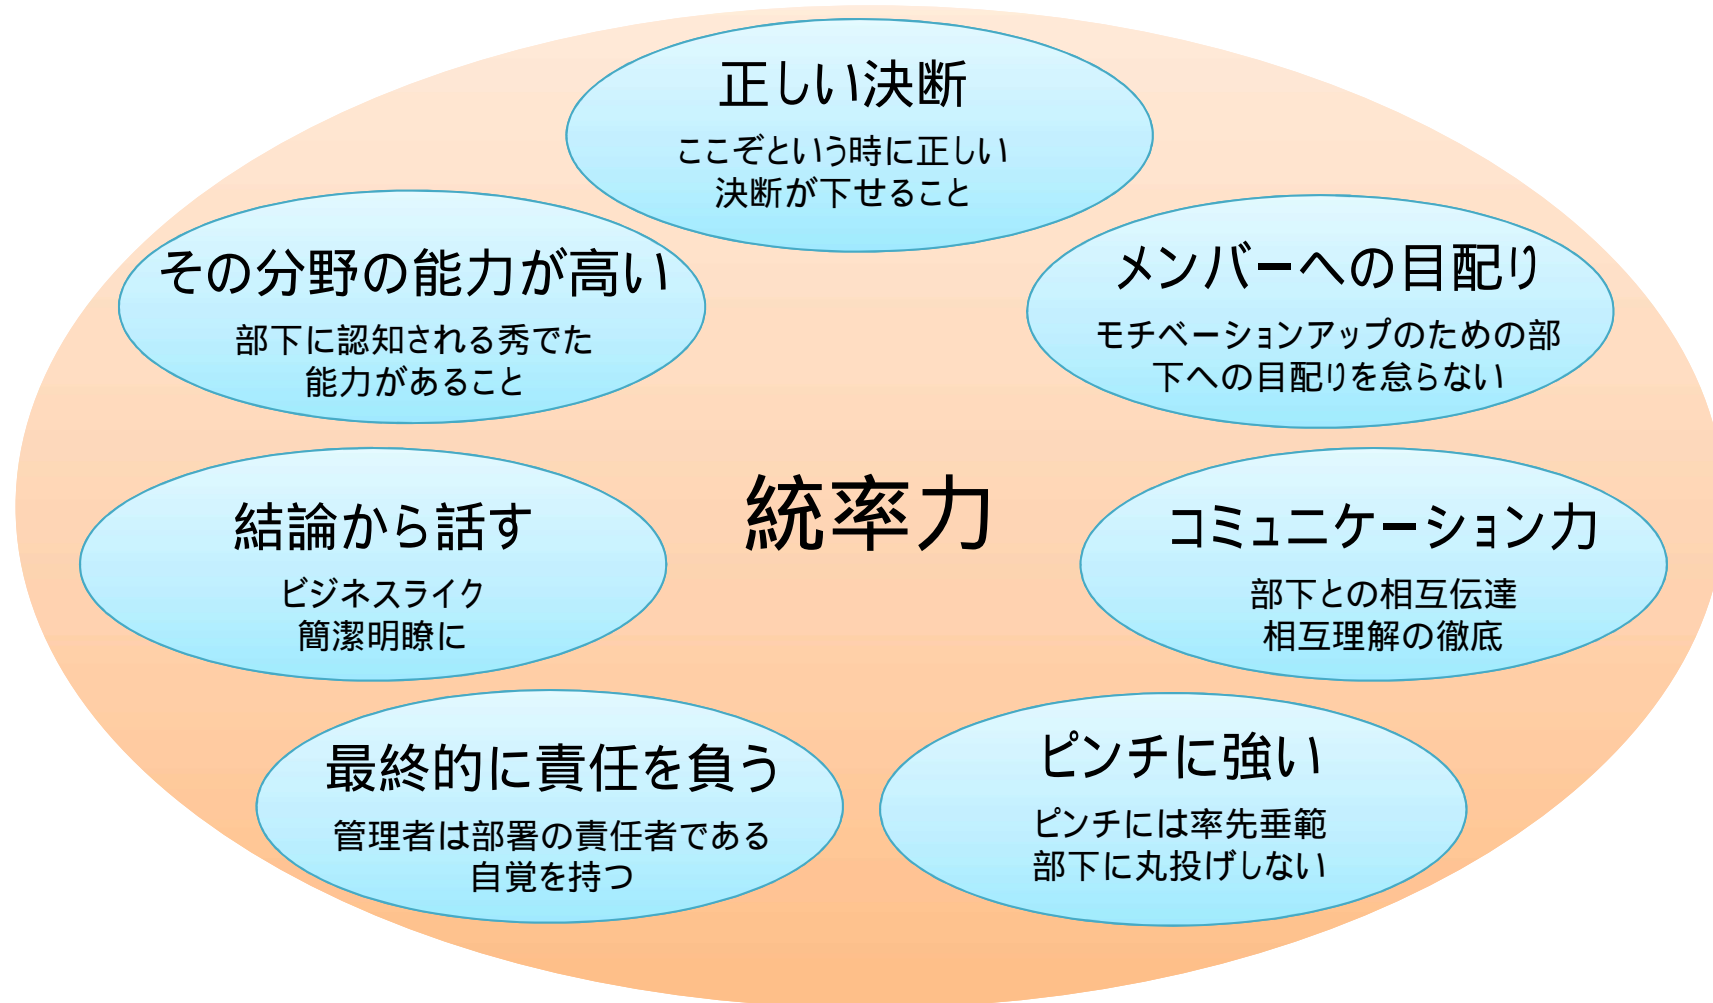 正しい決断
ここぞという時に正しい
決断が下せること
その分野の能力が高い
部下に認知される秀でた
能力があること
メンバーへの目配り
モチベーションアップのための部
下への目配りを怠らない
統率力
結論から話す
ビジネスライク
簡潔明瞭に
コミュニケーション力
部下との相互伝達
相互理解の徹底
最終的に責任を負う
管理者は部署の責任者である
自覚を持つ
ピンチに強い
ピンチには率先垂範
部下に丸投げしない